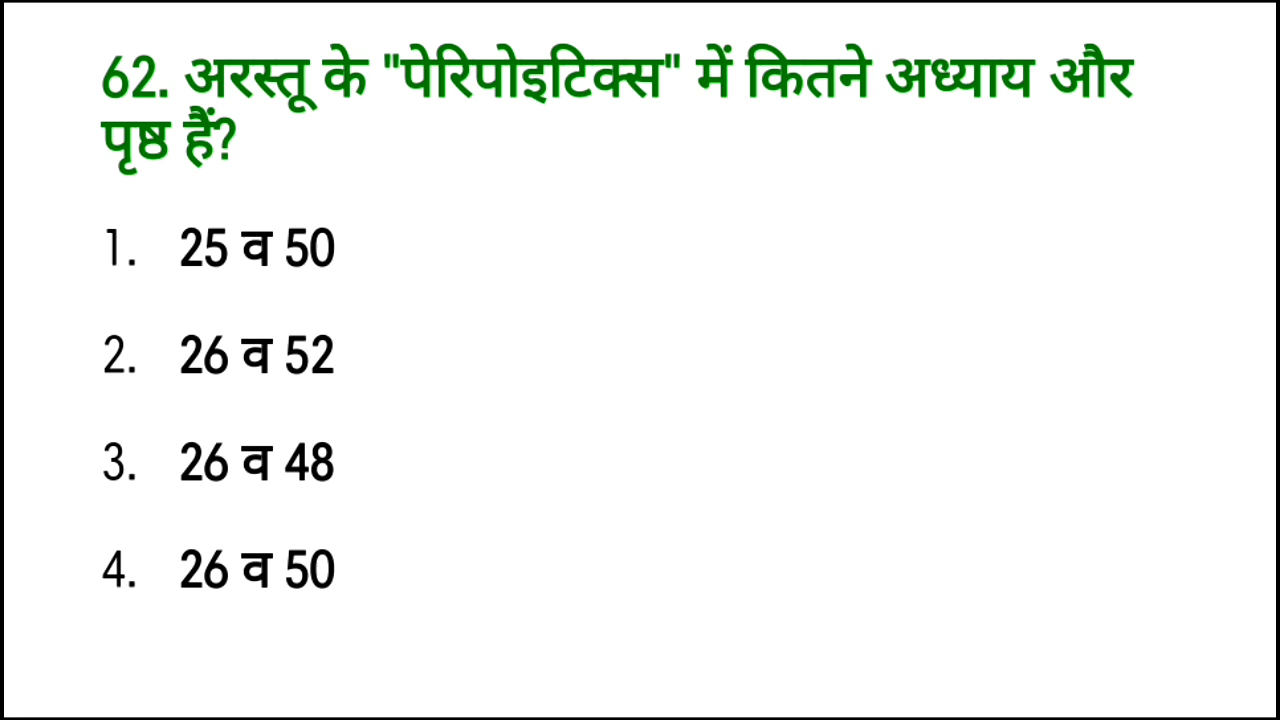 62. अरस्तू के "पेरिपोइटिक्स" में कितने अध्याय और
पृष्ठ हैं?
1. 25 व 50
2. 26 व 52
3. 26 व 48
4. 26 व 50